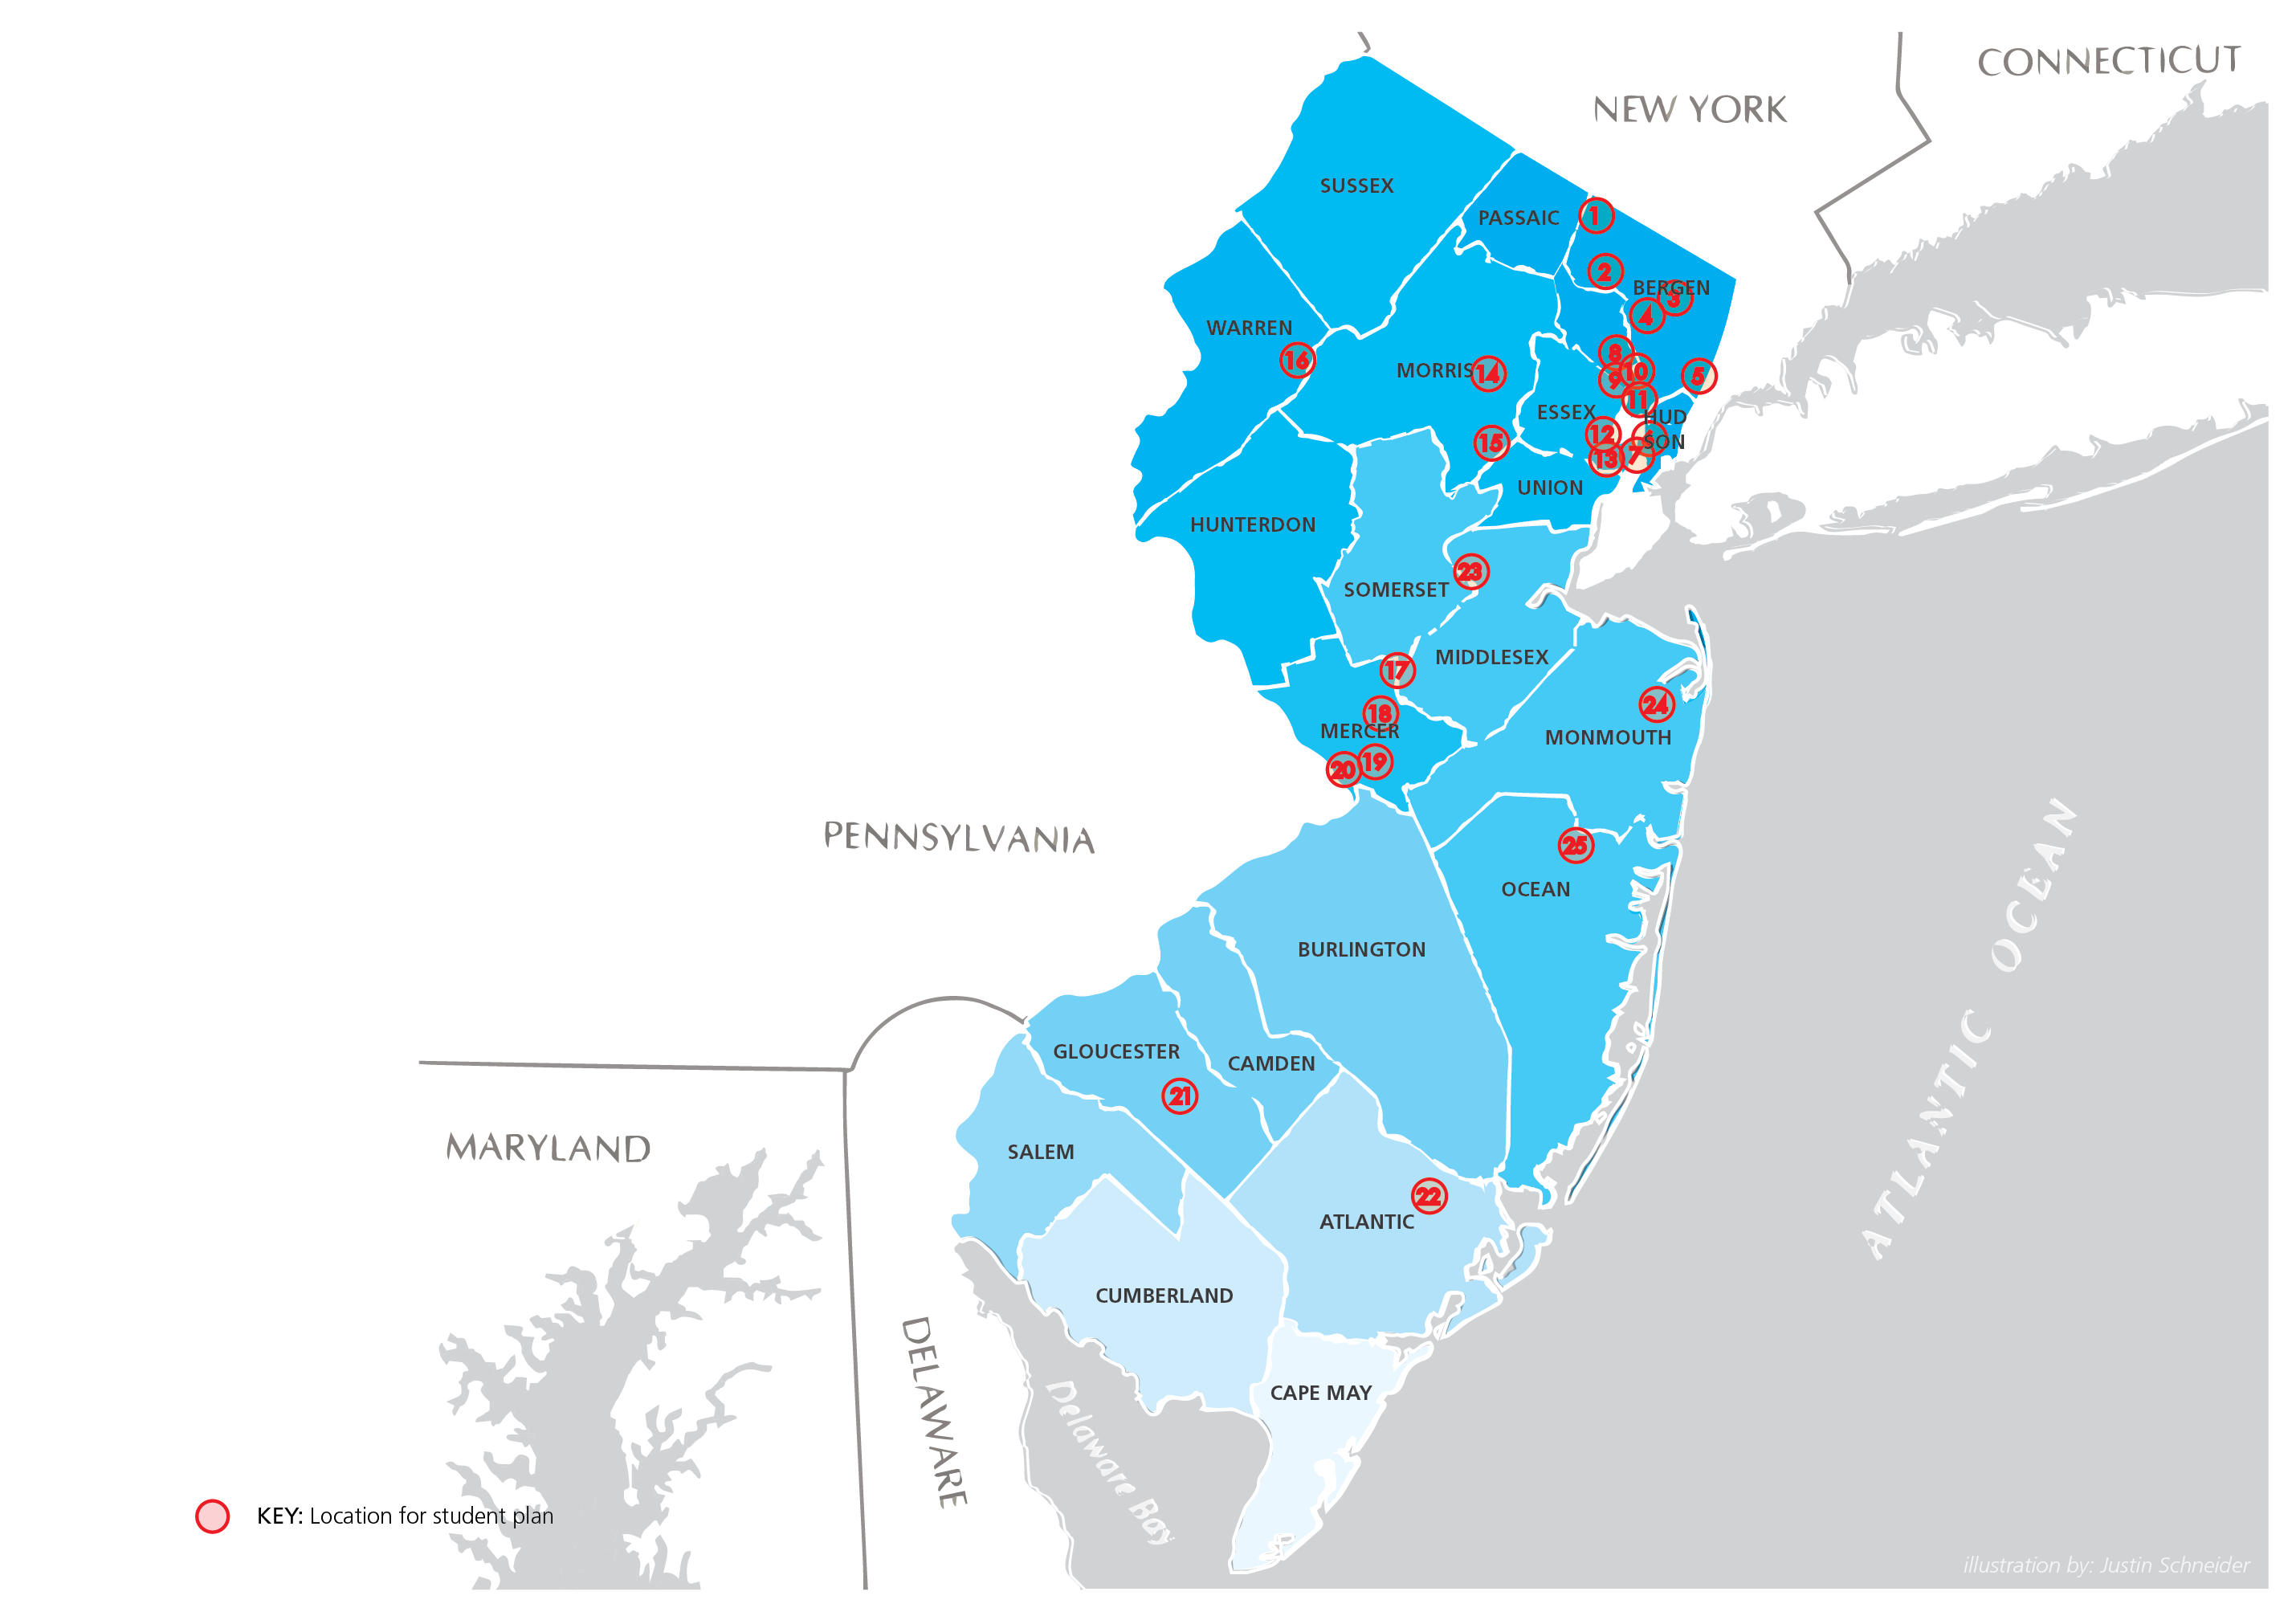 CONNECTICUT
NEW YORK
SUSSEX
PASSAIC
1
2
BERGEN
3
4
WARREN
16
MORRIS
14
8
10
9
5
11
ESSEX
HUD
SON
12
15
13
7
UNION
HUNTERDON
SOMERSET
23
MIDDLESEX
17
18
MERCER
24
MONMOUTH
20
19
PENNSYLVANIA
25
OCEAN
BURLINGTON
ATLANTIC OCEAN
GLOUCESTER
CAMDEN
21
MARYLAND
SALEM
22
ATLANTIC
CUMBERLAND
DELAWARE
CAPE MAY
Delaware Bay
KEY: Location for student plan
illustration by: Justin Schneider